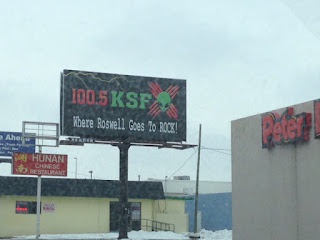 100.5 KSF
Where Roswell Goes To ROCK!
HUNAN
CHINESE
RESTAURANT
Peter